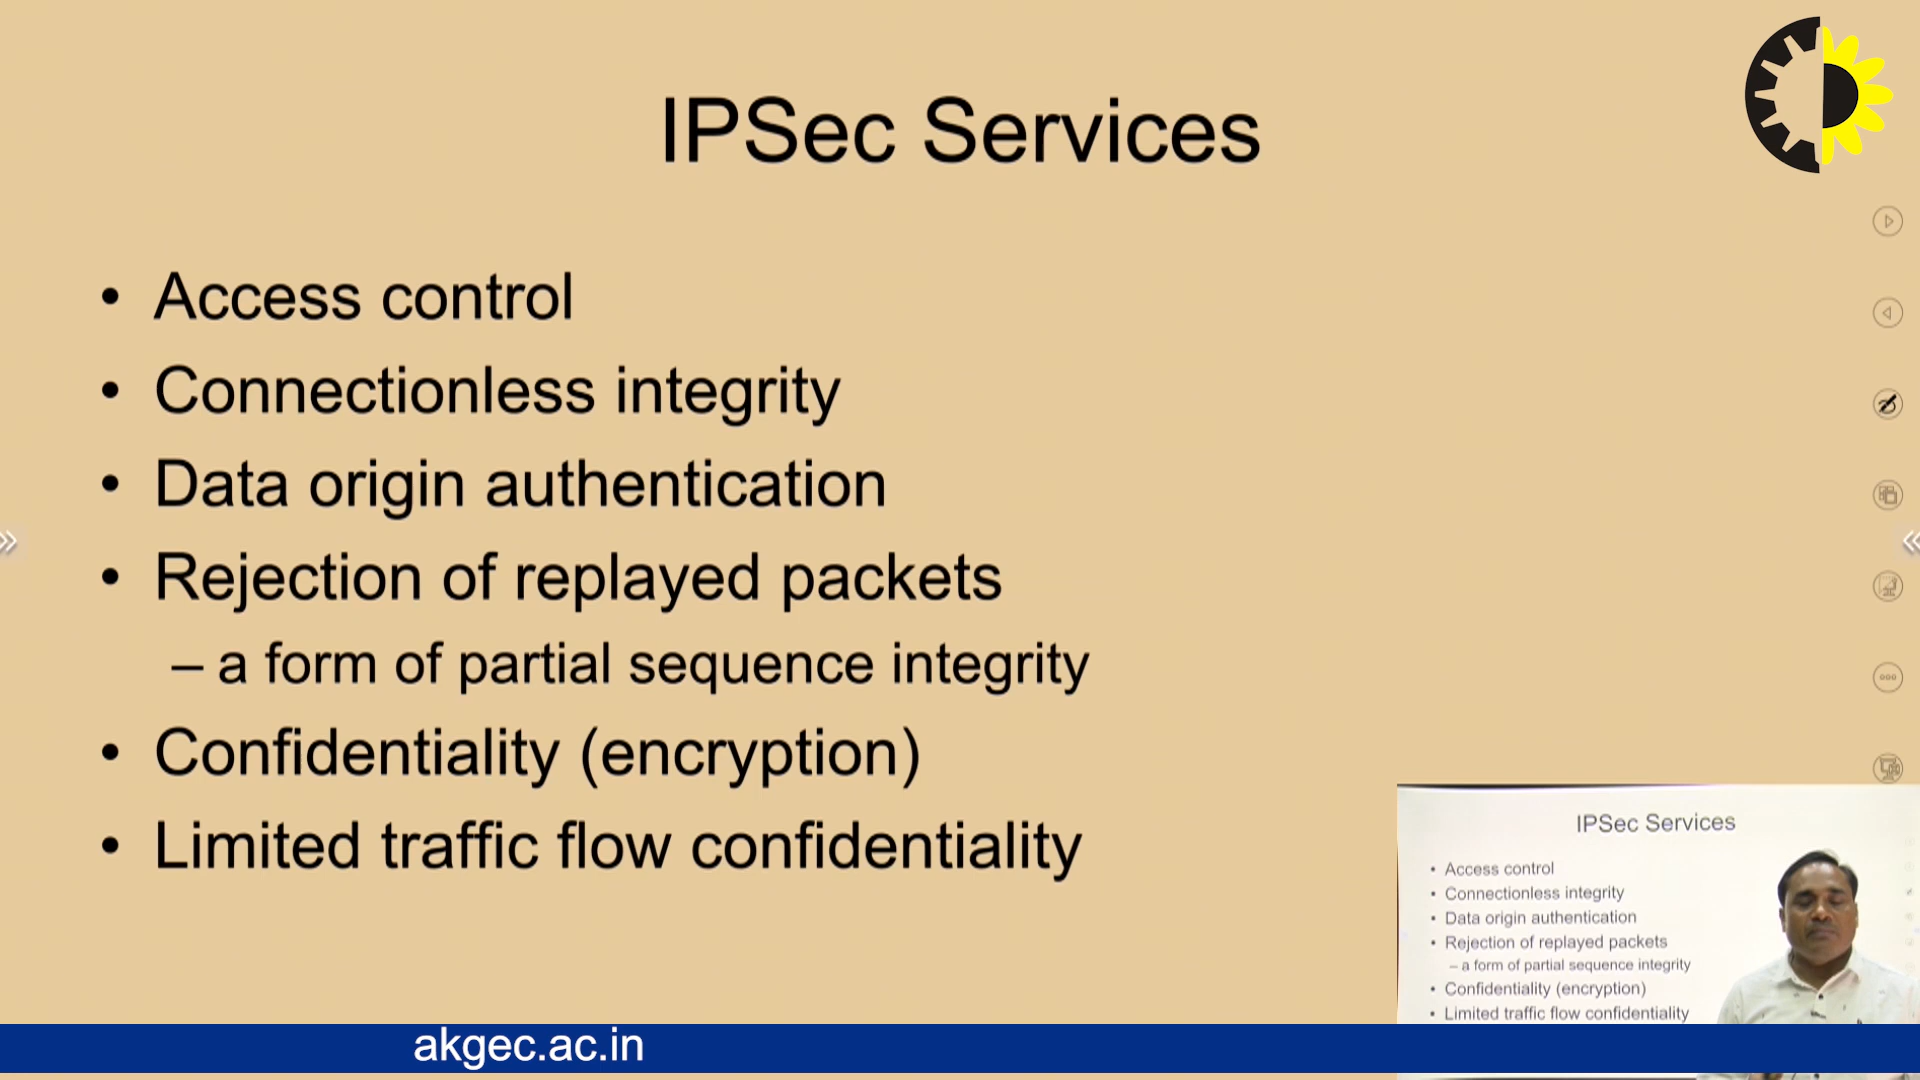 IPSec Services
• Access control
• Connectionless integrity
• Data origin authentication
• Rejection of replayed packets
– a form of partial sequence integrity
• Confidentiality (encryption)
• Limited traffic flow confidentiality
IPSec Services
• Access control
• Connectionless integrity
• Data origin authentication
• Rejection of replayed packets
– a form of partial sequence integrity
• Confidentiality (encryption)
• Limited traffic flow confidentiality
akgec.ac.in